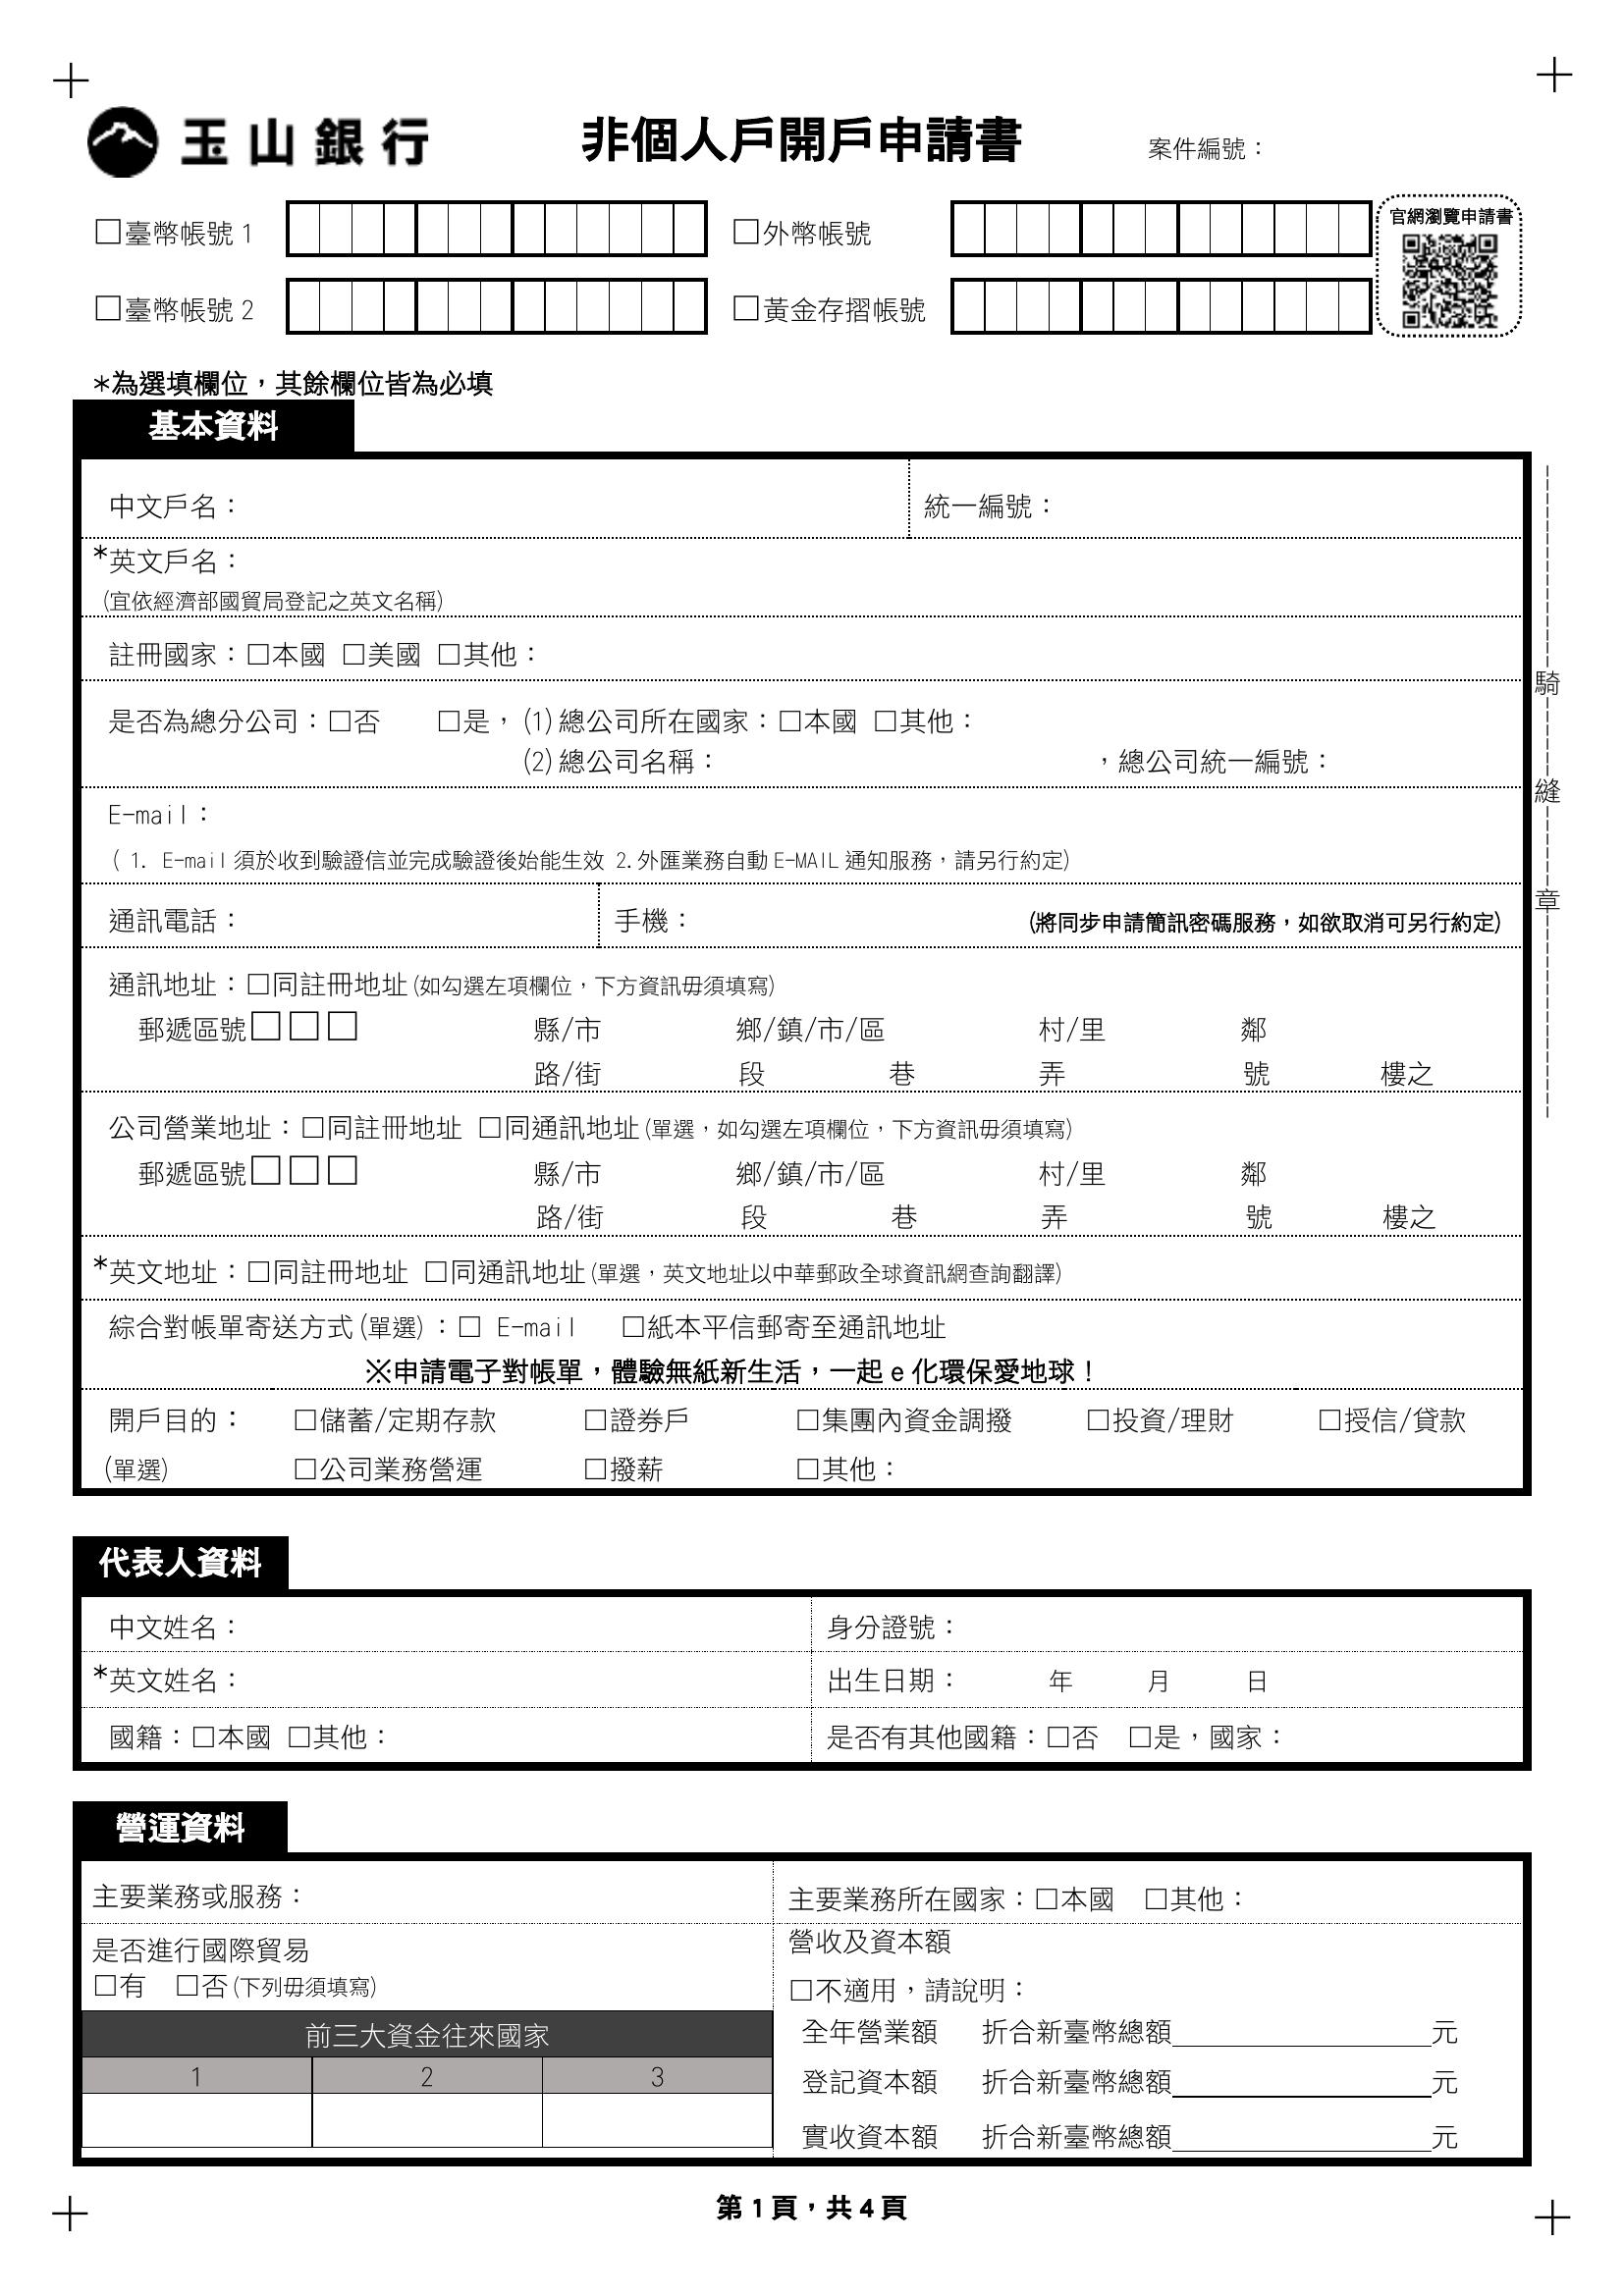 玉山銀行
非個人戶開戶申請書
案件編號：
□臺幣帳號 1
□外幣帳號
官網瀏覽申請書
□臺幣帳號 2
□黃金存摺帳號
*為選填欄位，其餘欄位皆為必填
基本資料
中文戶名：
統一編號：
*英文戶名：
(宜依經濟部國貿局登記之英文名稱)
註冊國家：□本國 □美國 □其他：
是否為總分公司：□否 □是，(1)總公司所在國家：□本國 □其他：
(2)總公司名稱： ，總公司統一編號：
E-mail：
( 1. E-mail 須於收到驗證信並完成驗證後始能生效 2.外匯業務自動 E-MAIL 通知服務，請另行約定)
通訊電話：
手機： (將同步申請簡訊密碼服務，如欲取消可另行約定)
通訊地址：□同註冊地址(如勾選左項欄位，下方資訊毋須填寫)
郵遞區號□□□ 縣/市 鄉/鎮/市/區 村/里 鄰
路/街 段 巷 弄 號 樓之
公司營業地址：□同註冊地址 □同通訊地址(單選，如勾選左項欄位，下方資訊毋須填寫)
郵遞區號□□□ 縣/市 鄉/鎮/市/區 村/里 鄰
路/街 段 巷 弄 號 樓之
*英文地址：□同註冊地址 □同通訊地址(單選，英文地址以中華郵政全球資訊網查詢翻譯)
綜合對帳單寄送方式(單選)：□ E-mail □紙本平信郵寄至通訊地址
※申請電子對帳單，體驗無紙新生活，一起 e 化環保愛地球！
開戶目的： □儲蓄/定期存款 □證券戶 □集團內資金調撥 □投資/理財 □授信/貸款
(單選) □公司業務營運 □撥薪 □其他：
騎
縫
章
代表人資料
中文姓名：
身分證號：
*英文姓名：
出生日期： 年 月 日
國籍：□本國 □其他：
是否有其他國籍：□否 □是，國家：
營運資料
主要業務或服務：
主要業務所在國家：□本國 □其他：
是否進行國際貿易
□有 □否(下列毋須填寫)
前三大資金往來國家
1 2 3
營收及資本額
□不適用，請說明：
全年營業額 折合新臺幣總額 元
登記資本額 折合新臺幣總額 元
實收資本額 折合新臺幣總額 元
第 1 頁，共 4 頁